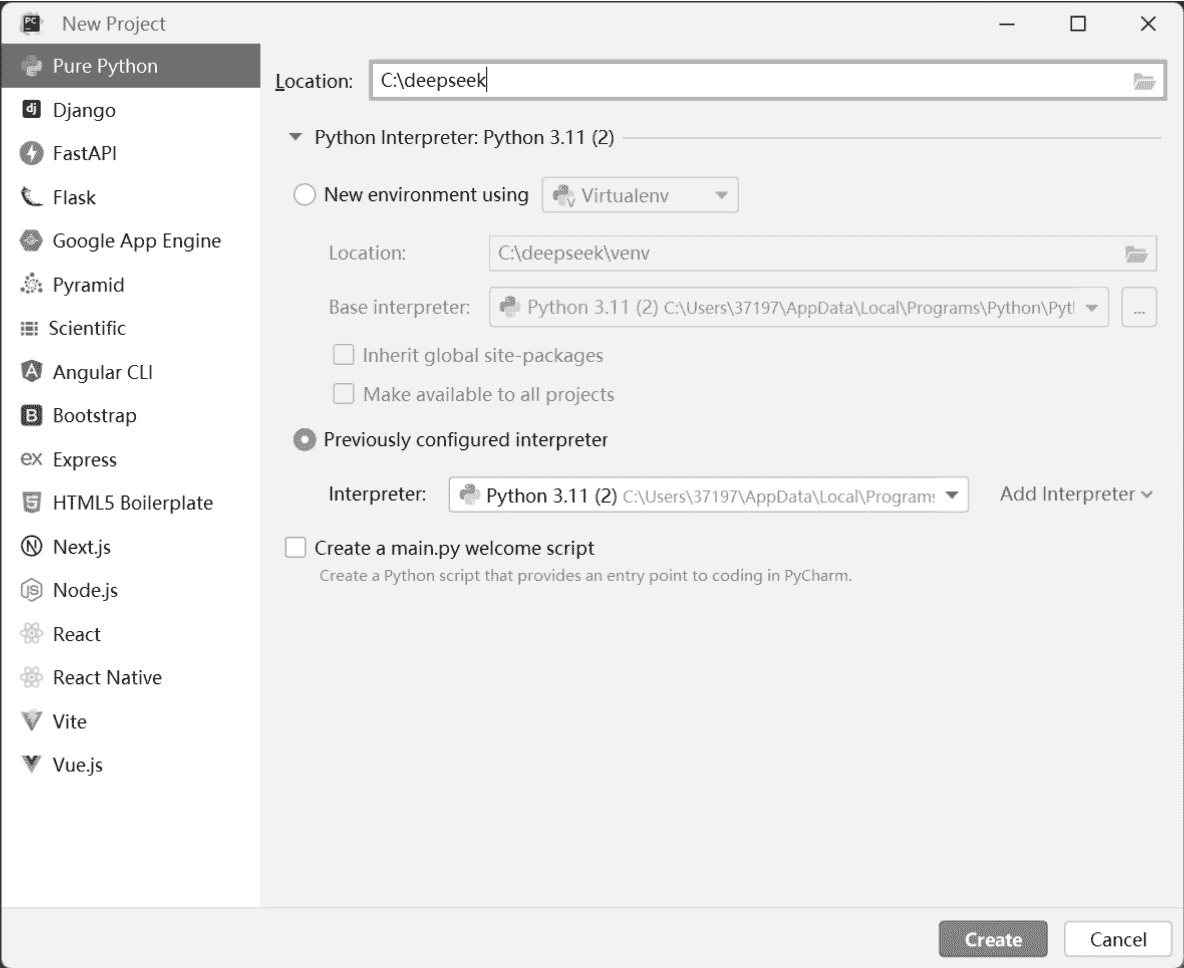 New Project
Pure Python
Django
FastAPI
Flask
Google App Engine
Pyramid
Scientific
Angular CLI
Bootstrap
Express
HTML5 Boilerplate
Next.js
Node.js
React
React Native
Vite
Vue.js
Location: C:\deepseek
Python Interpreter: Python 3.11 (2)
New environment using Virtualenv
Location: C:\deepseek\venv
Base interpreter: Python 3.11 (2) C:\Users\37197\AppData\Local\Programs\Python\Pyt
...
Inherit global site-packages
Make available to all projects
Previously configured interpreter
Interpreter: Python 3.11 (2) C:\Users\37197\AppData\Local\Programs Add Interpreter
Create a main.py welcome script
Create a Python script that provides an entry point to coding in PyCharm.
Create Cancel